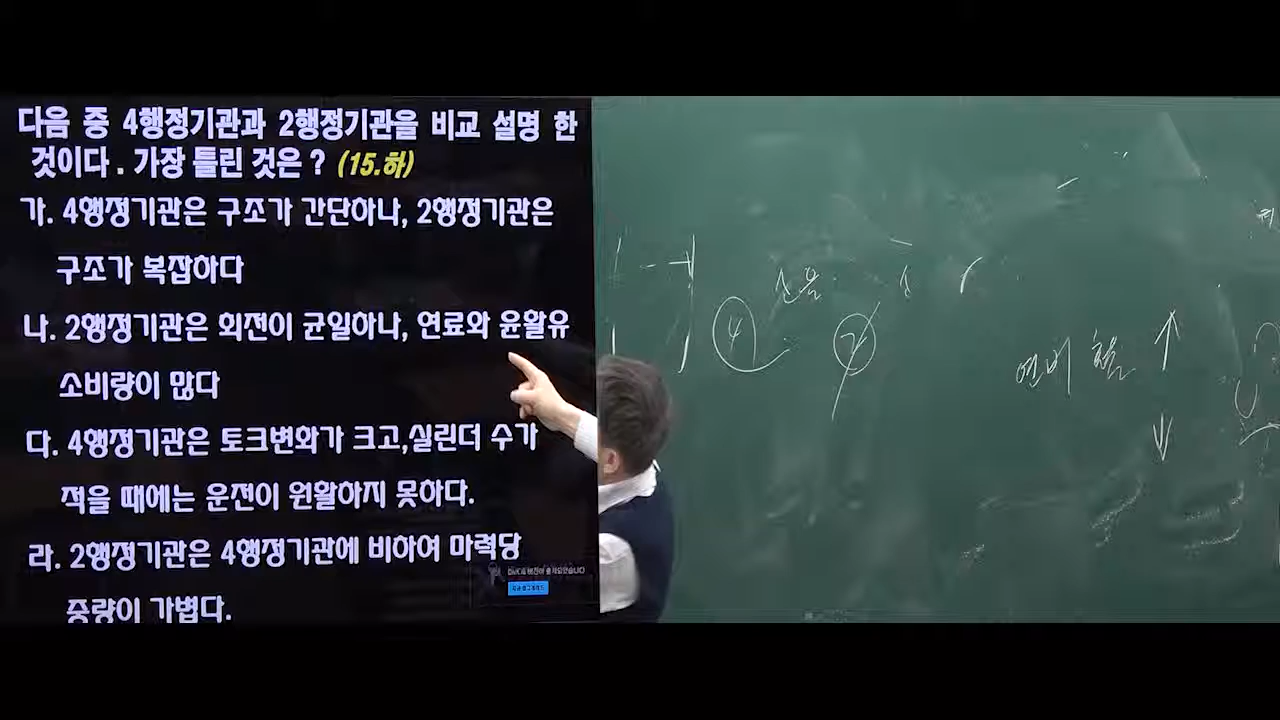 다음 중 4행정기관과 2행정기관을 비교 설명 한
것이다. 가장 틀린 것은? (15.하)
가. 4행정기관은 구조가 간단하나, 2행정기관은
구조가 복잡하다
나. 2행정기관은 회전이 균일하나, 연료와 윤활유
소비량이 많다
다. 4행정기관은 토크변화가 크고,실린더 수가
적을 때에는 운전이 원활하지 못하다.
라. 2행정기관은 4행정기관에 비하여 마력당
중량이 가볍다.
4
2
연비